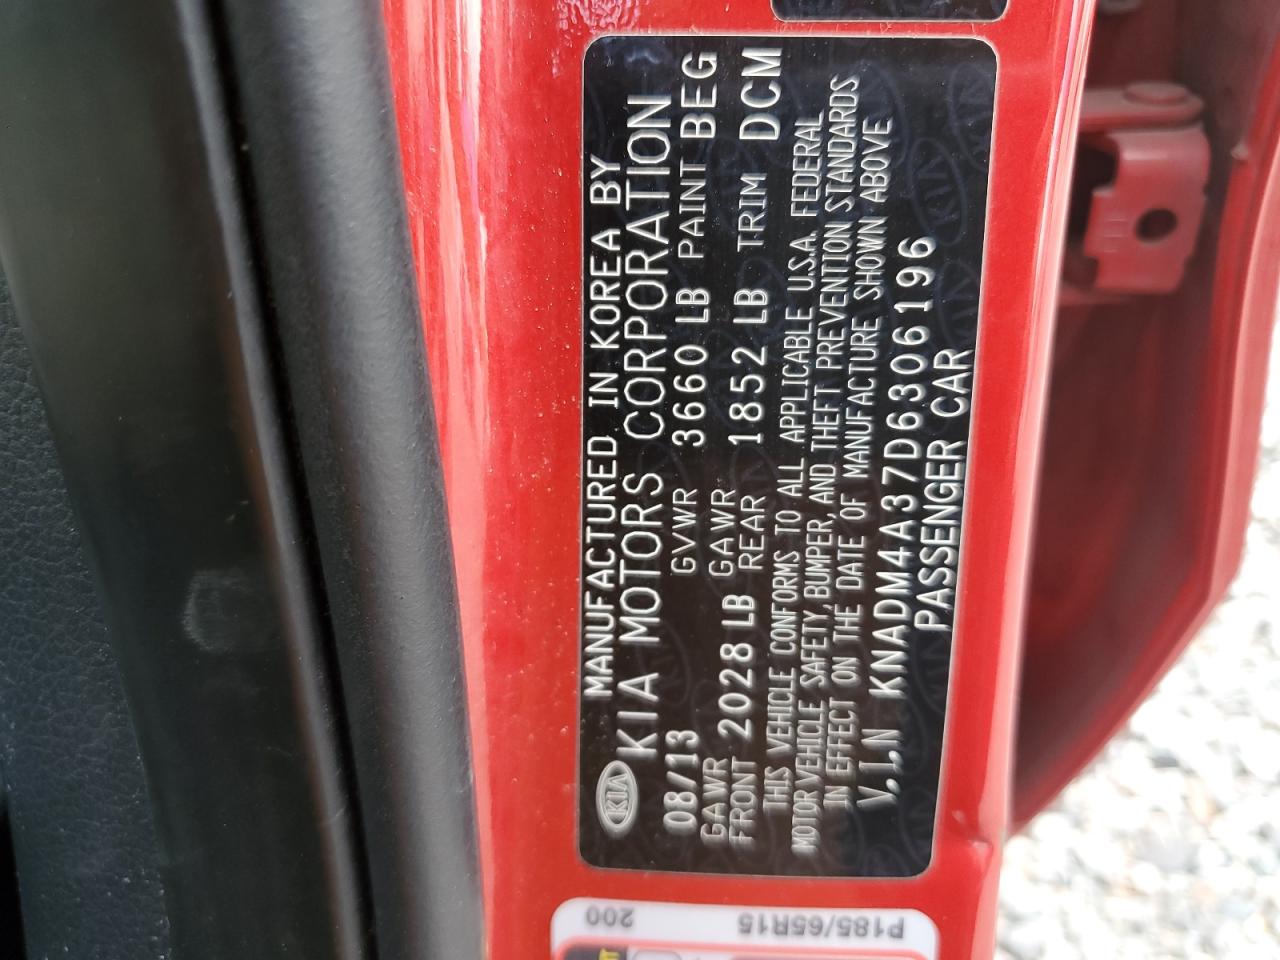 KIA
MANUFACTURED IN KOREA BY
KIA MOTORS CORPORATION
08/13 GVWR 3660 LB PAINT BEG
GAWR FRONT 2028 LB GAWR REAR 1852 LB TRIM DCM
THIS VEHICLE CONFORMS TO ALL APPLICABLE U.S.A. FEDERAL
MOTOR VEHICLE SAFETY, BUMPER, AND THEFT PREVENTION STANDARDS
IN EFFECT ON THE DATE OF MANUFACTURE SHOWN ABOVE
V.I.N KNADM4A37D6306196
PASSENGER CAR
P185/65R15
200